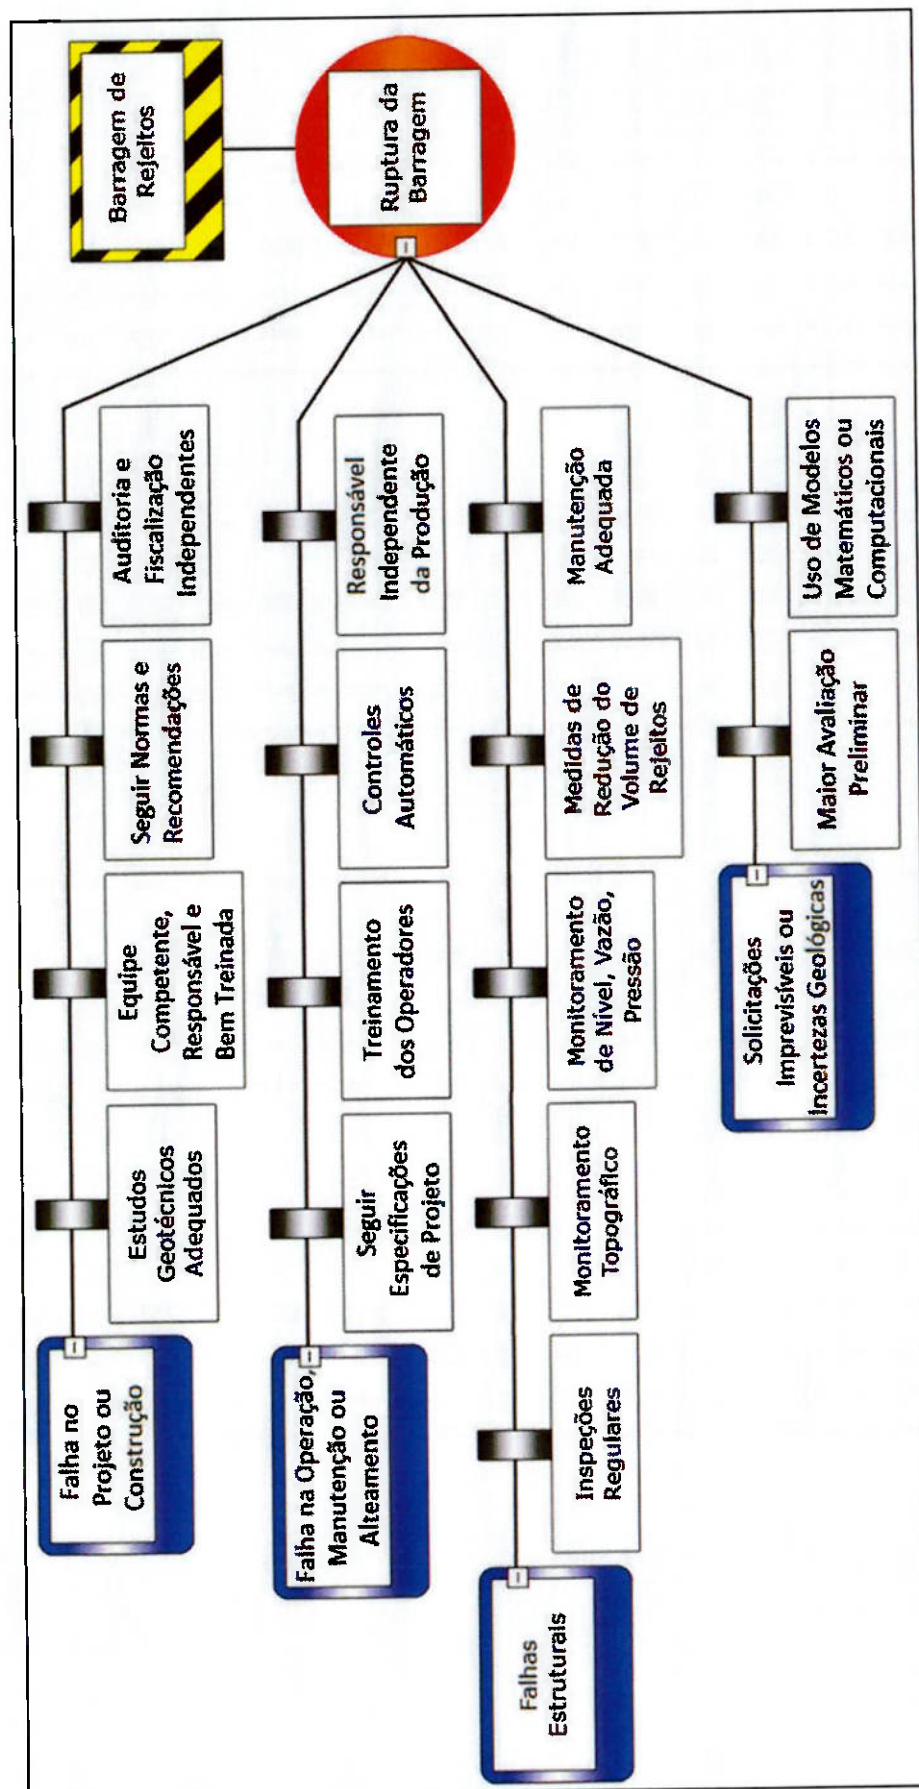 Barragem de
Rejeitos
Ruptura da
Barragem
Falha no
Projeto ou
Construção
Estudos
Geotécnicos
Adequados
Equipe
Competente,
Responsável e
Bem Treinada
Seguir Normas e
Recomendações
Auditoria e
Fiscalização
Independentes
Falha na Operação,
Manutenção ou
Alteamento
Seguir
Especificações
de Projeto
Treinamento
dos Operadores
Controles
Automáticos
Responsável
Independente
da Produção
Falhas
Estruturais
Inspeções
Regulares
Monitoramento
Topográfico
Monitoramento
de Nível, Vazão,
Pressão
Medidas de
Redução do
Volume de
Rejeitos
Manutenção
Adequada
Solicitações
Imprevisíveis ou
Incertezas Geológicas
Maior Avaliação
Preliminar
Uso de Modelos
Matemáticos ou
Computacionais